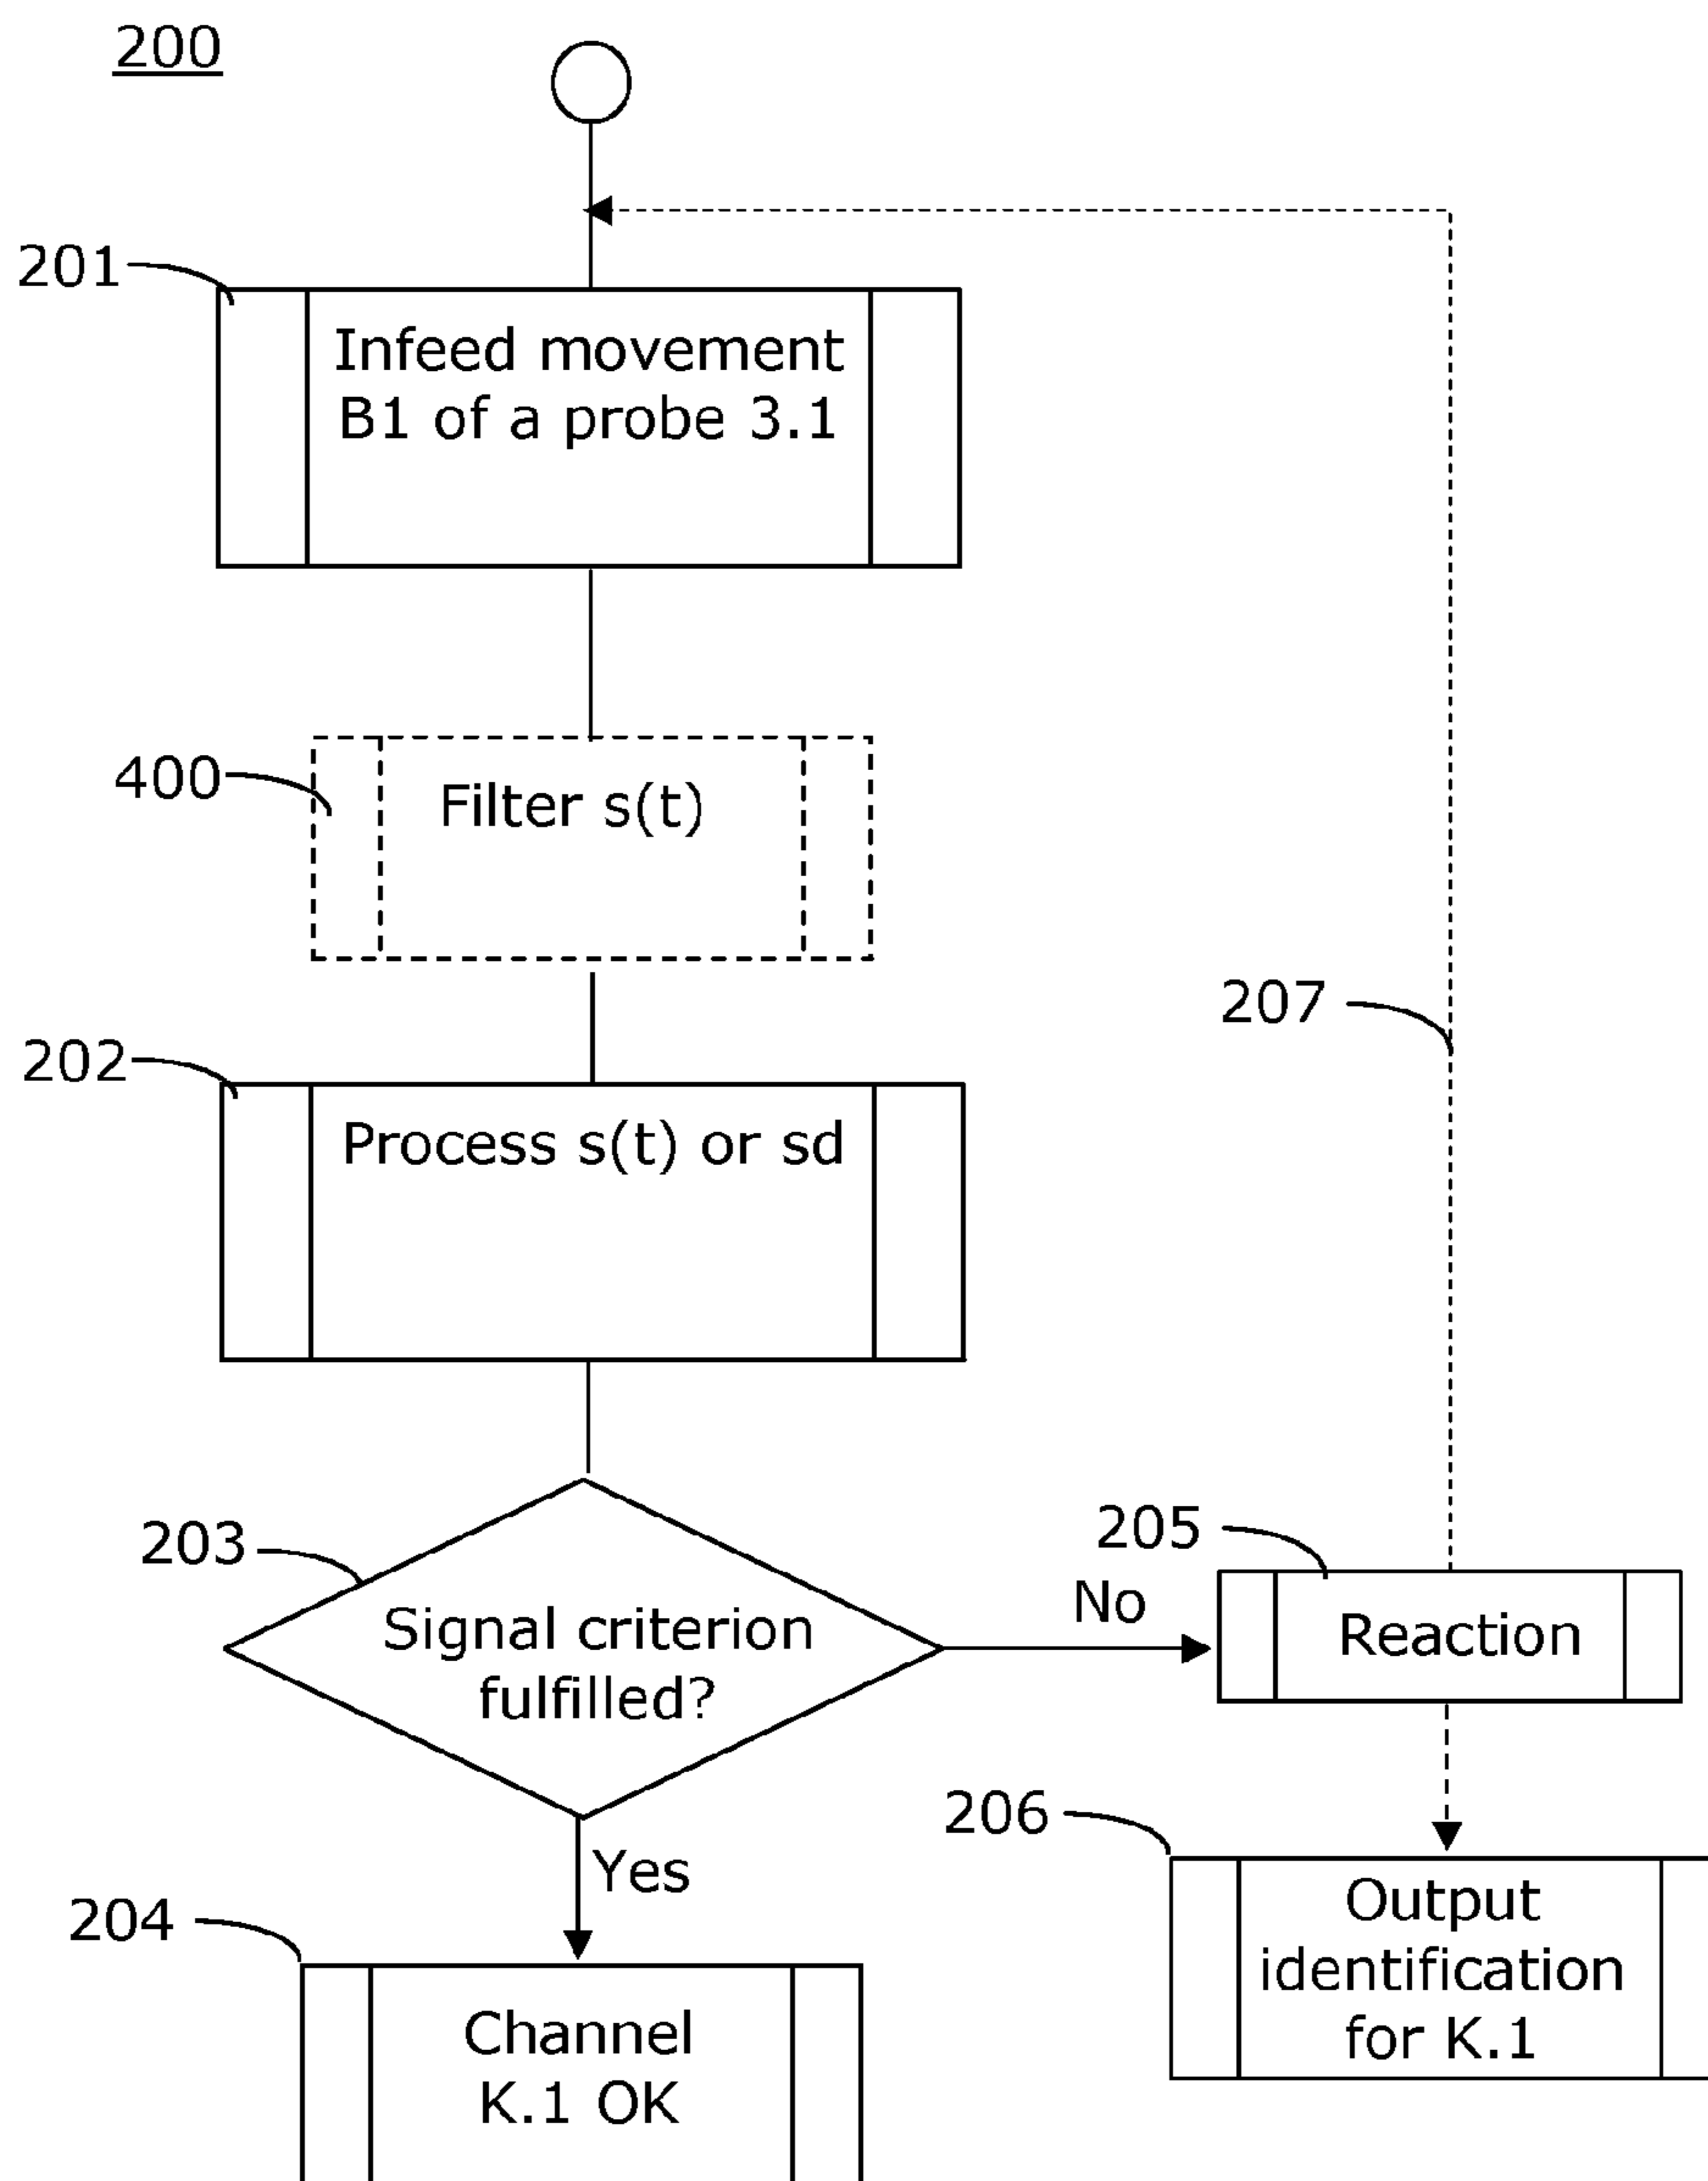 200
201
Infeed movement
B1 of a probe 3.1
400
Filter s(t)
207
202
Process s(t) or sd
203
Signal criterion
fulfilled?
No
205
Reaction
Yes
206
Output
identification
for K.1
204
Channel
K.1 OK